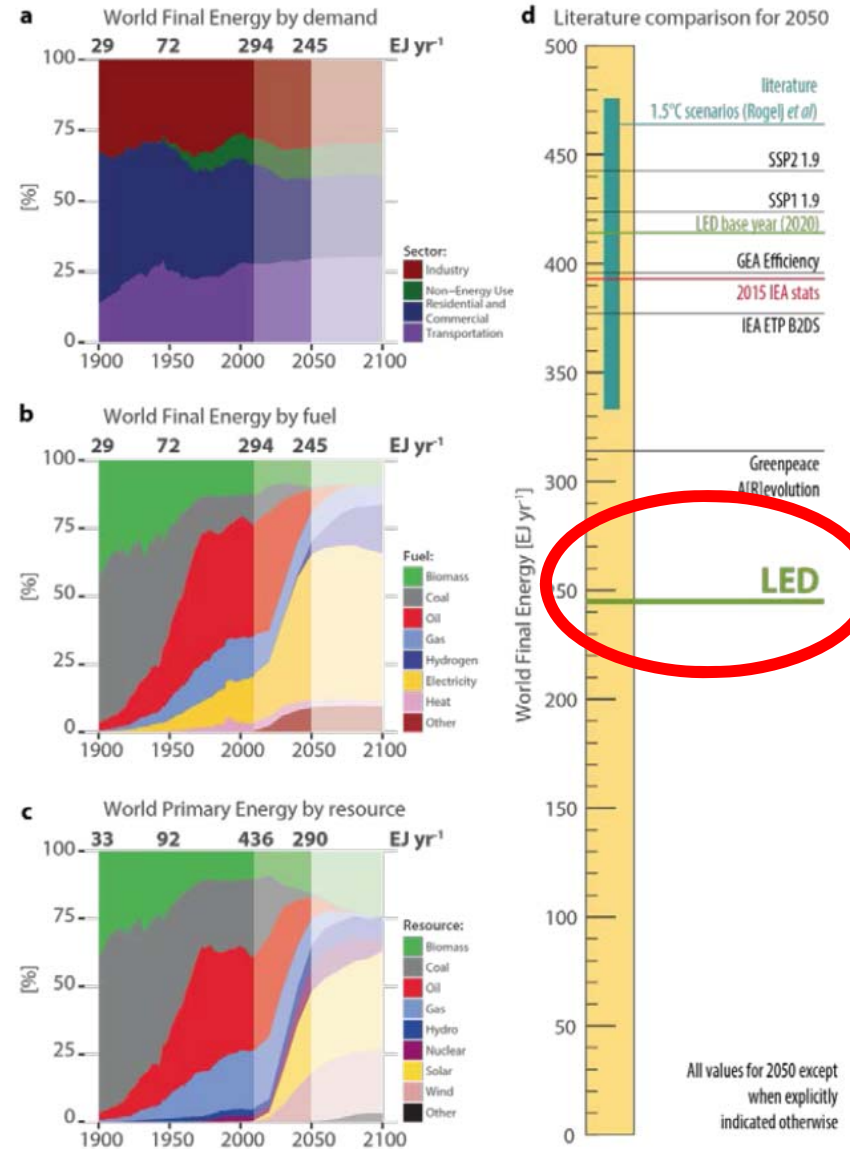 a World Final Energy by demand
29 72 294 245 EJ yr-1
100
75
50
25
0
[%]
1900 1950 2000 2050 2100
Sector:
Industry
Non-Energy Use
Residential and
Commercial
Transportation
b World Final Energy by fuel
29 72 294 245 EJ yr-1
100
75
50
25
0
[%]
1900 1950 2000 2050 2100
Fuel:
Biomass
Coal
Oil
Gas
Hydrogen
Electricity
Heat
Other
c World Primary Energy by resource
33 92 436 290 EJ yr-1
100
75
50
25
0
[%]
1900 1950 2000 2050 2100
Resource:
Biomass
Coal
Oil
Gas
Hydro
Nuclear
Solar
Wind
Other
d Literature comparison for 2050
500
450
400
350
300
250
200
150
100
50
0
World Final Energy [EJ yr-1]
literature
1.5°C scenarios (Rogelj et al)
SSP2 1.9
SSP1 1.9
LED base year (2020)
GEA Efficiency
2015 IEA stats
IEA ETP B2DS
Greenpeace
A[R]evolution
LED
All values for 2050 except
when explicitly
indicated otherwise